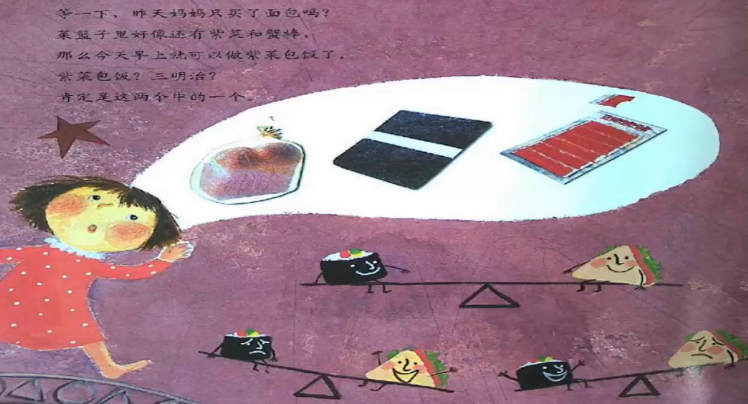 等一下，昨天妈妈只买了面包吗？
菜篮子里好像还有紫菜和蟹棒，
那么今天早上就可以做紫菜包饭了。
紫菜包饭？三明治？
肯定是这两个中的一个。